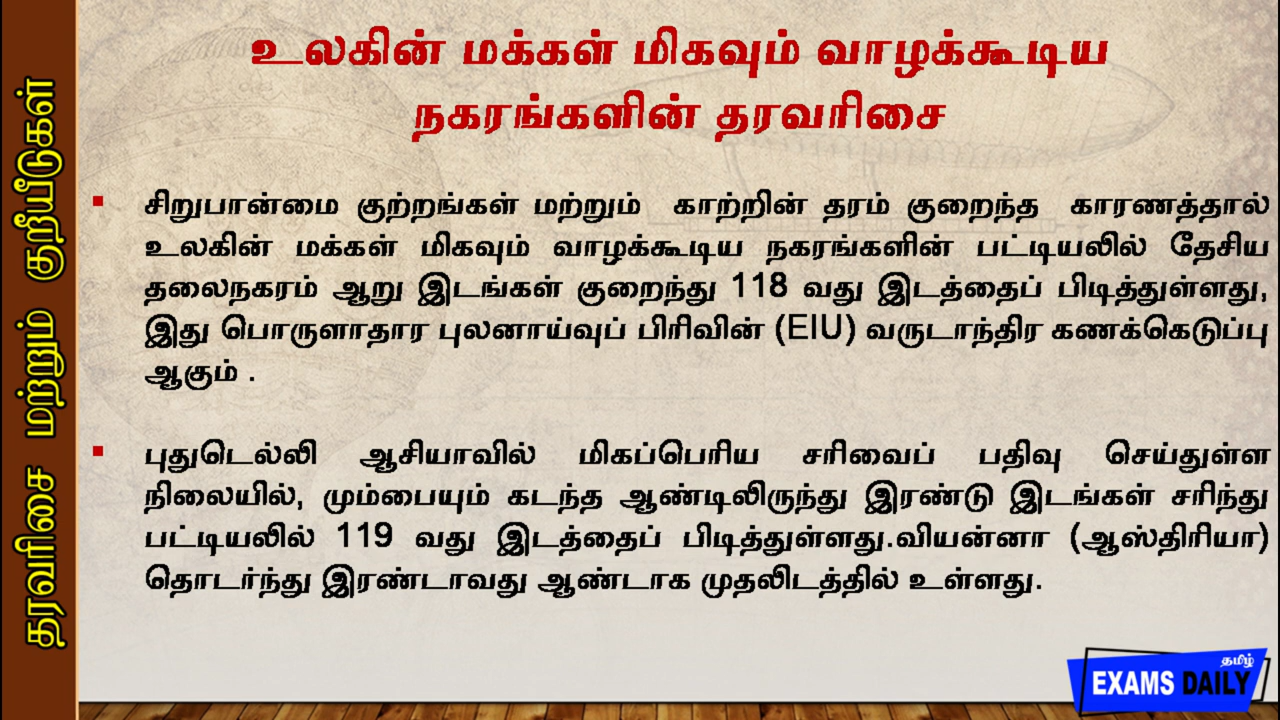 தரவரிசை மற்றும் குறியீடுகள்
உலகின் மக்கள் மிகவும் வாழக்கூடிய
நகரங்களின் தரவரிசை
▪ சிறுபான்மை குற்றங்கள் மற்றும் காற்றின் தரம் குறைந்த காரணத்தால்
உலகின் மக்கள் மிகவும் வாழக்கூடிய நகரங்களின் பட்டியலில் தேசிய
தலைநகரம் ஆறு இடங்கள் குறைந்து 118 வது இடத்தைப் பிடித்துள்ளது,
இது பொருளாதார புலனாய்வுப் பிரிவின் (EIU) வருடாந்திர கணக்கெடுப்பு
ஆகும் .
▪ புதுடெல்லி ஆசியாவில் மிகப்பெரிய சரிவைப் பதிவு செய்துள்ள
நிலையில், மும்பையும் கடந்த ஆண்டிலிருந்து இரண்டு இடங்கள் சரிந்து
பட்டியலில் 119 வது இடத்தைப் பிடித்துள்ளது.வியன்னா (ஆஸ்திரியா)
தொடர்ந்து இரண்டாவது ஆண்டாக முதலிடத்தில் உள்ளது.
தமிழ்
EXAMS DAILY